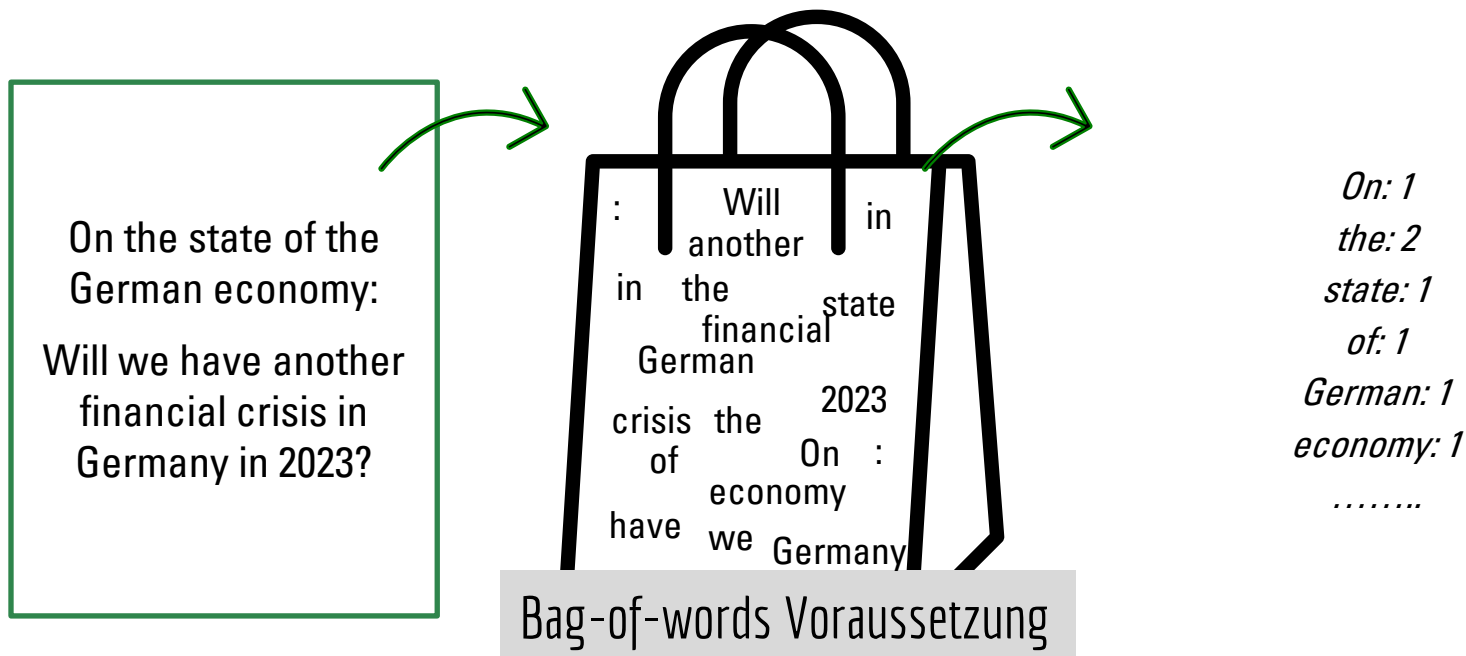 On the state of the
German economy:
Will we have another
financial crisis in
Germany in 2023?
: Will in
another
in the state
financial
German
2023
crisis the
of On :
economy
have we Germany
Bag-of-words Voraussetzung
On: 1
the: 2
state: 1
of: 1
German: 1
economy: 1
……..